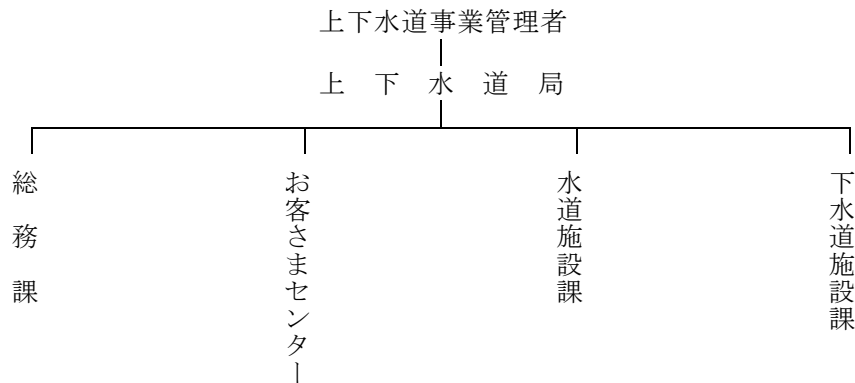 上下水道事業管理者
上下水道局
総務課
お客さまセンター
水道施設課
下水道施設課